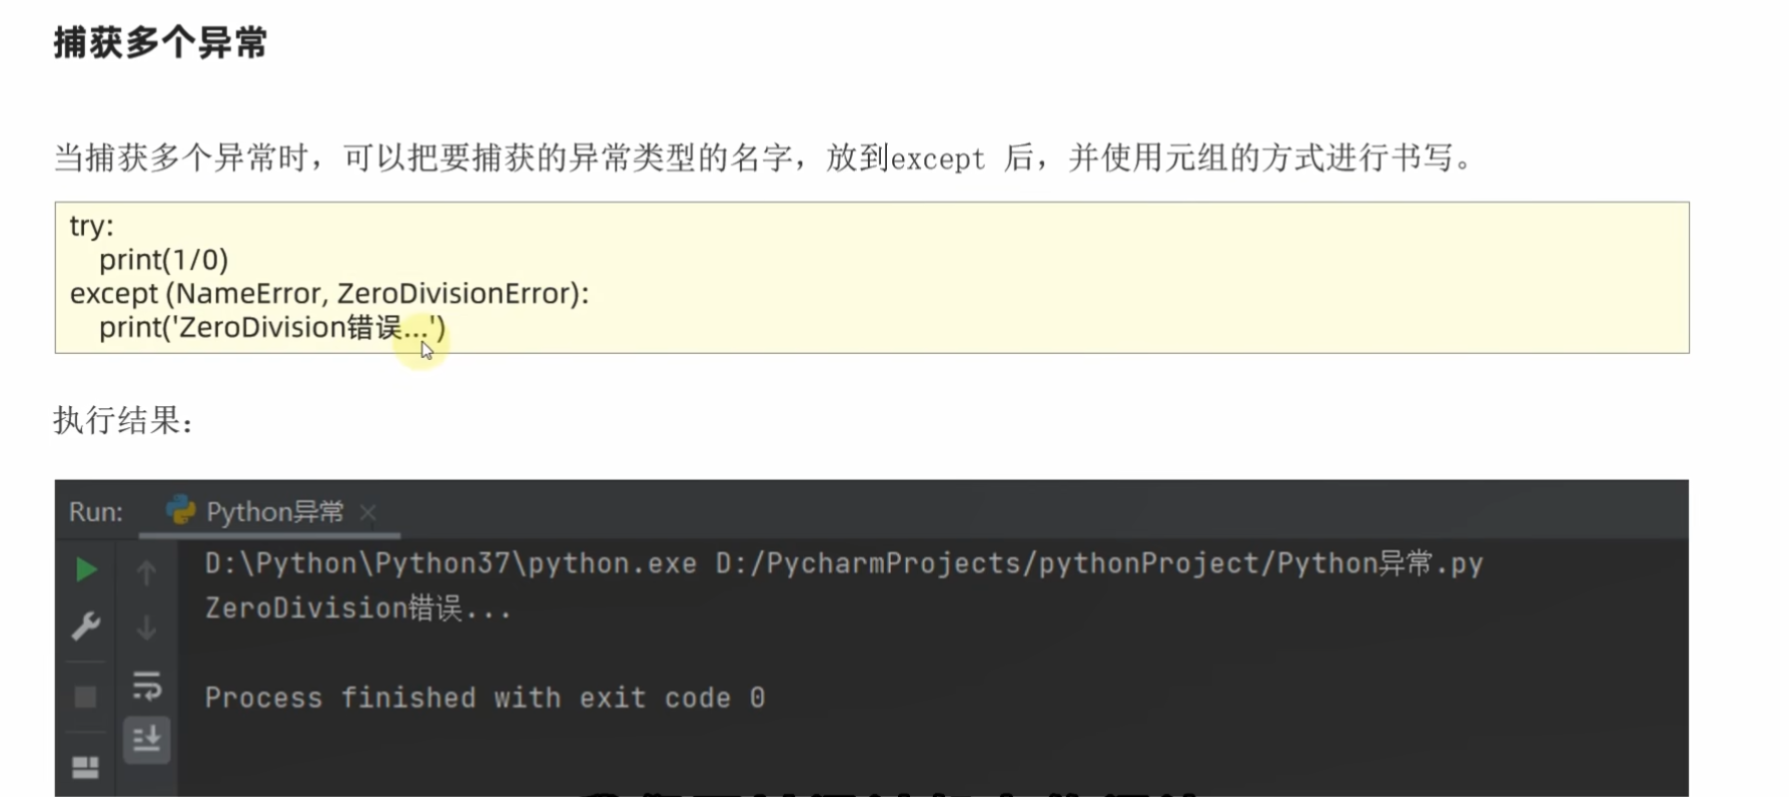 捕获多个异常
当捕获多个异常时，可以把要捕获的异常类型的名字，放到except 后，并使用元组的方式进行书写。
try:
    print(1/0)
except (NameError, ZeroDivisionError):
    print('ZeroDivision错误...')
执行结果：
Run: Python异常
D:\Python\Python37\python.exe D:/PycharmProjects/pythonProject/Python异常.py
ZeroDivision错误...
Process finished with exit code 0